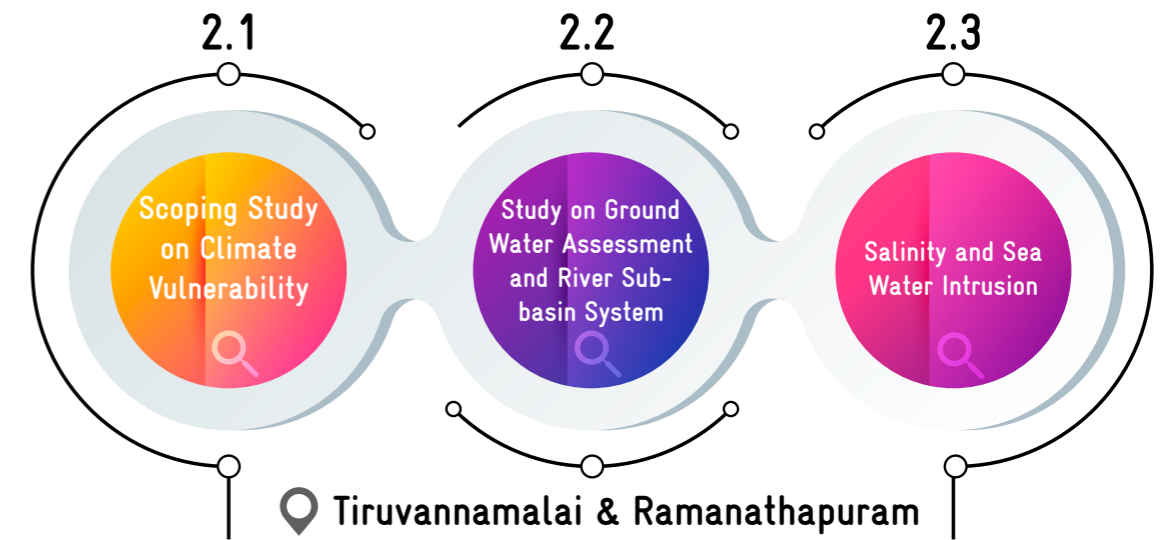 2.1
2.2
2.3
Scoping Study
on Climate
Vulnerability
Study on Ground
Water Assessment
and River Sub-
basin System
Salinity and Sea
Water Intrusion
Tiruvannamalai & Ramanathapuram